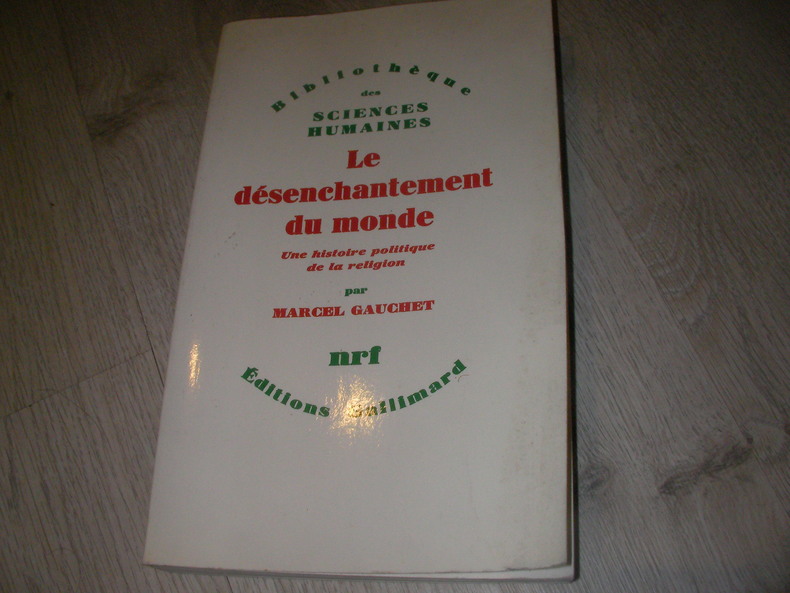 Bibliothèque
des
SCIENCES
HUMAINES
Le
désenchantement
du monde
Une histoire politique
de la religion
par
MARCEL GAUCHET
nrf
Éditions Gallimard